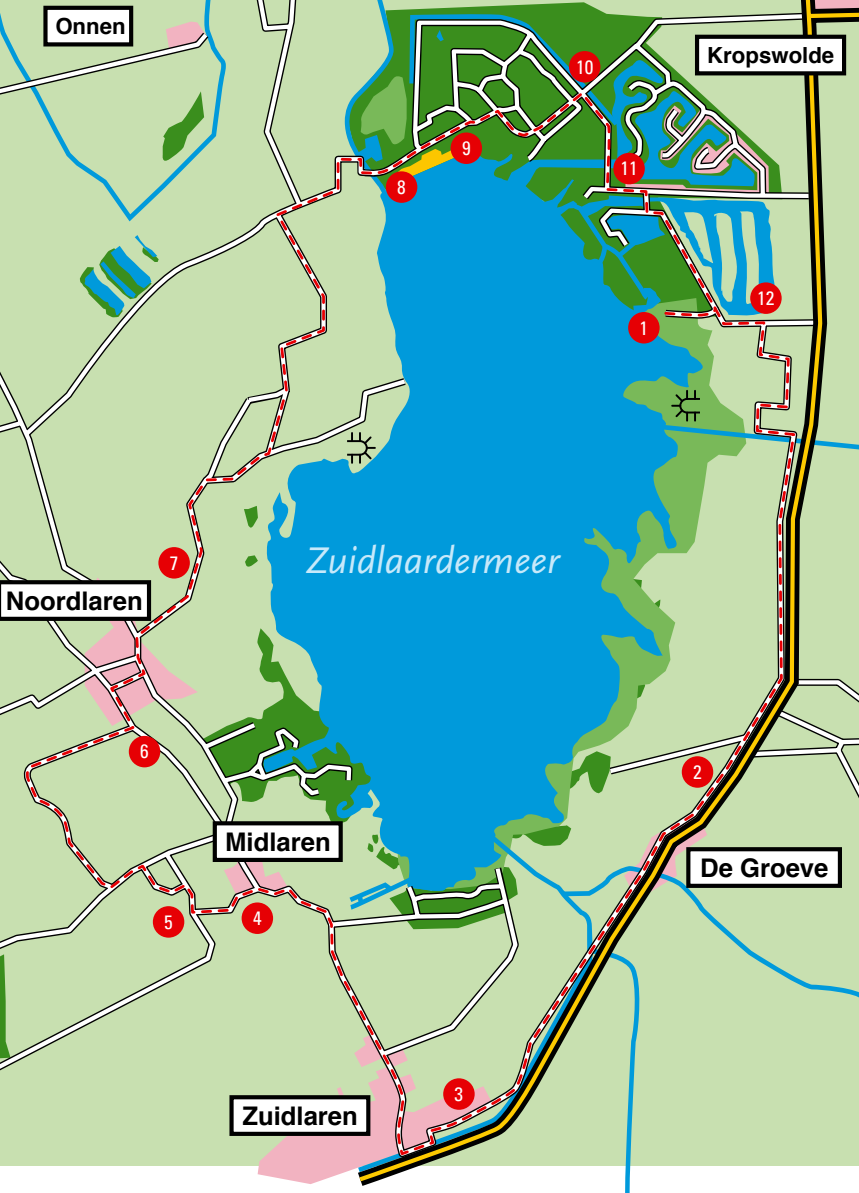 Onnen
Kropswolde
10
9
8
11
12
1
Zuidlaardermeer
7
Noordlaren
6
2
Midlaren
De Groeve
5
4
3
Zuidlaren